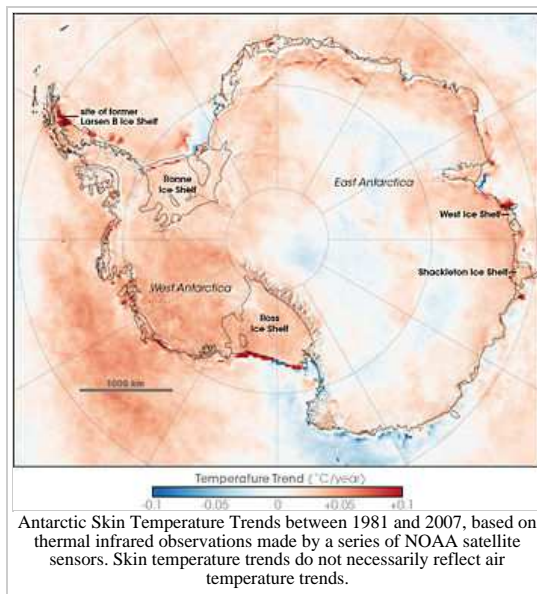 site of former
Larsen B Ice Shelf
Ronne
Ice Shelf
East Antarctica
West Ice Shelf
Shackleton Ice Shelf
West Antarctica
Ross
Ice Shelf
1000 km
Temperature Trend (°C/year)
-0.1 -0.05 0 +0.05 +0.1
Antarctic Skin Temperature Trends between 1981 and 2007, based on
thermal infrared observations made by a series of NOAA satellite
sensors. Skin temperature trends do not necessarily reflect air
temperature trends.